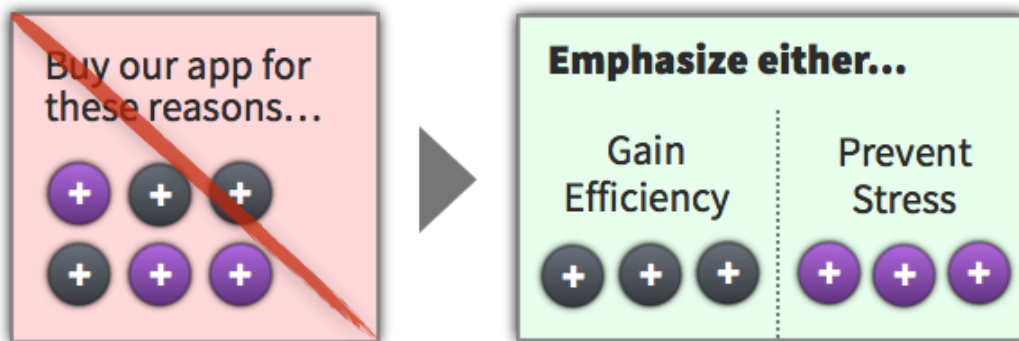 Buy our app for
these reasons...
Emphasize either...
Gain
Efficiency
Prevent
Stress